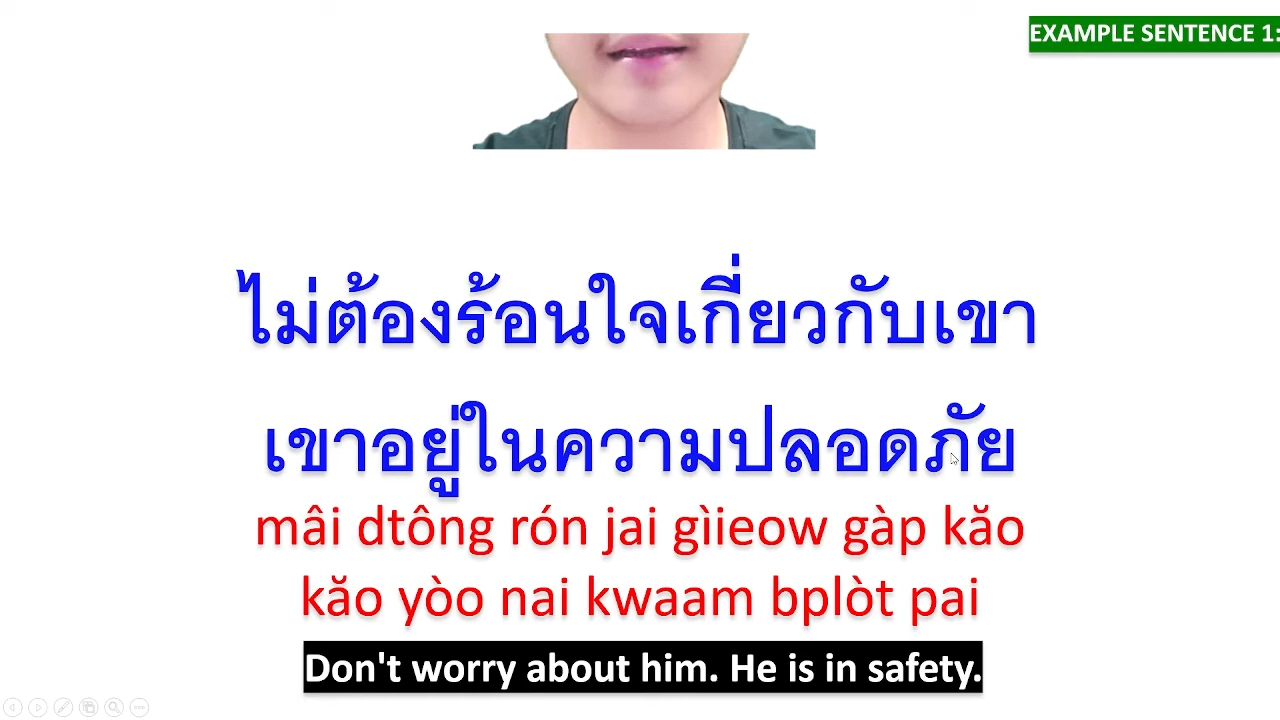 EXAMPLE SENTENCE 1:
ไม่ต้องร้อนใจเกี่ยวกับเขา
เขาอยู่ในความปลอดภัย
mâi dtông rón jai gìieow gàp kăo
kăo yòo nai kwaam bplòt pai
Don't worry about him. He is in safety.